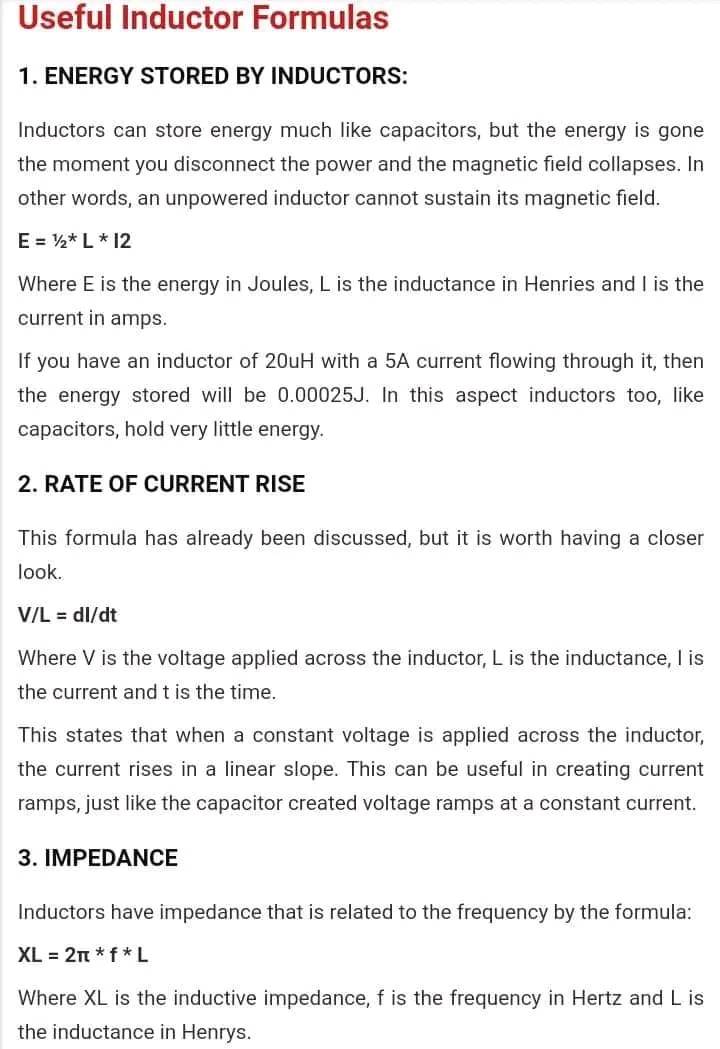 Useful Inductor Formulas
1. ENERGY STORED BY INDUCTORS:
Inductors can store energy much like capacitors, but the energy is gone
the moment you disconnect the power and the magnetic field collapses. In
other words, an unpowered inductor cannot sustain its magnetic field.
E = ½* L * I2
Where E is the energy in Joules, L is the inductance in Henries and I is the
current in amps.
If you have an inductor of 20uH with a 5A current flowing through it, then
the energy stored will be 0.00025J. In this aspect inductors too, like
capacitors, hold very little energy.
2. RATE OF CURRENT RISE
This formula has already been discussed, but it is worth having a closer
look.
V/L = dI/dt
Where V is the voltage applied across the inductor, L is the inductance, I is
the current and t is the time.
This states that when a constant voltage is applied across the inductor,
the current rises in a linear slope. This can be useful in creating current
ramps, just like the capacitor created voltage ramps at a constant current.
3. IMPEDANCE
Inductors have impedance that is related to the frequency by the formula:
XL = 2π * f * L
Where XL is the inductive impedance, f is the frequency in Hertz and L is
the inductance in Henrys.